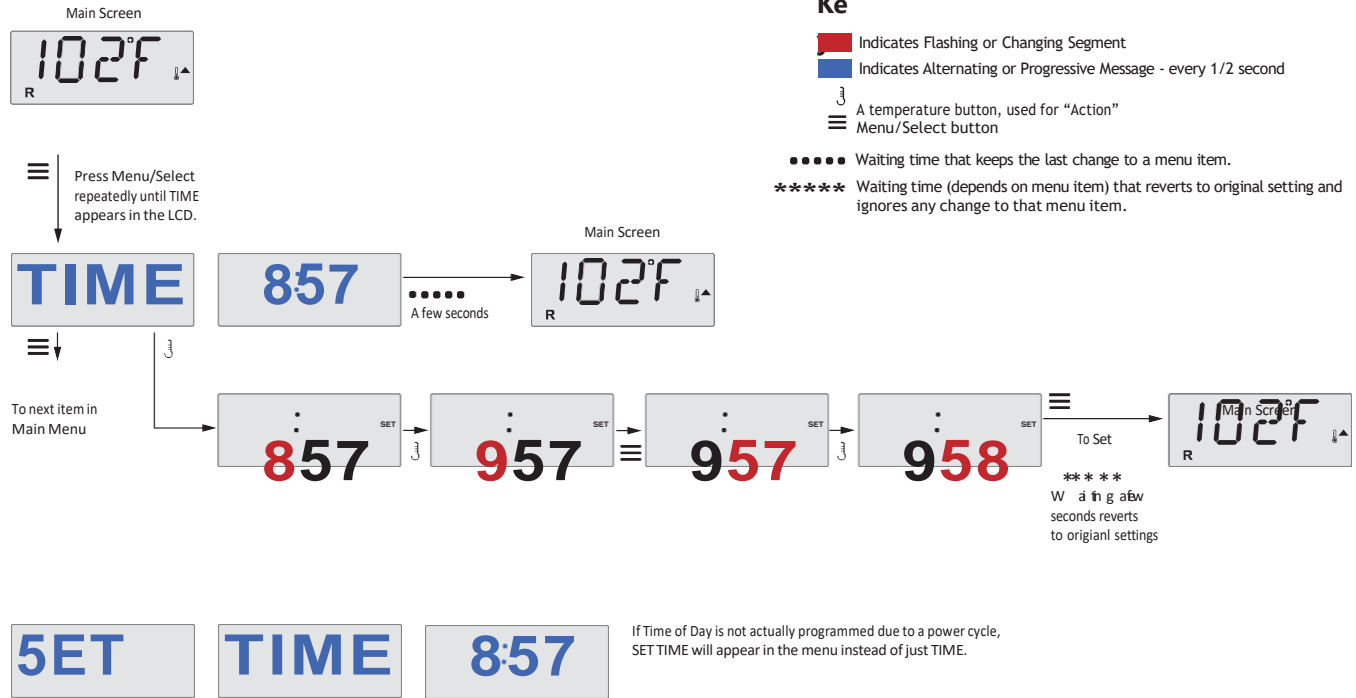 Main Screen
102°F
R
Key
Indicates Flashing or Changing Segment
Indicates Alternating or Progressive Message - every 1/2 second
A temperature button, used for “Action”
Menu/Select button
••••• Waiting time that keeps the last change to a menu item.
***** Waiting time (depends on menu item) that reverts to original setting and
ignores any change to that menu item.
Press Menu/Select
repeatedly until TIME
appears in the LCD.
TIME
8:57
•••••
A few seconds
Main Screen
102°F
R
To next item in
Main Menu
: SET
857
: SET
957
: SET
957
: SET
958
To Set
*****
Waiting a few
seconds reverts
to origianl settings
Main Screen
102°F
R
5ET
TIME
8:57
If Time of Day is not actually programmed due to a power cycle,
SET TIME will appear in the menu instead of just TIME.